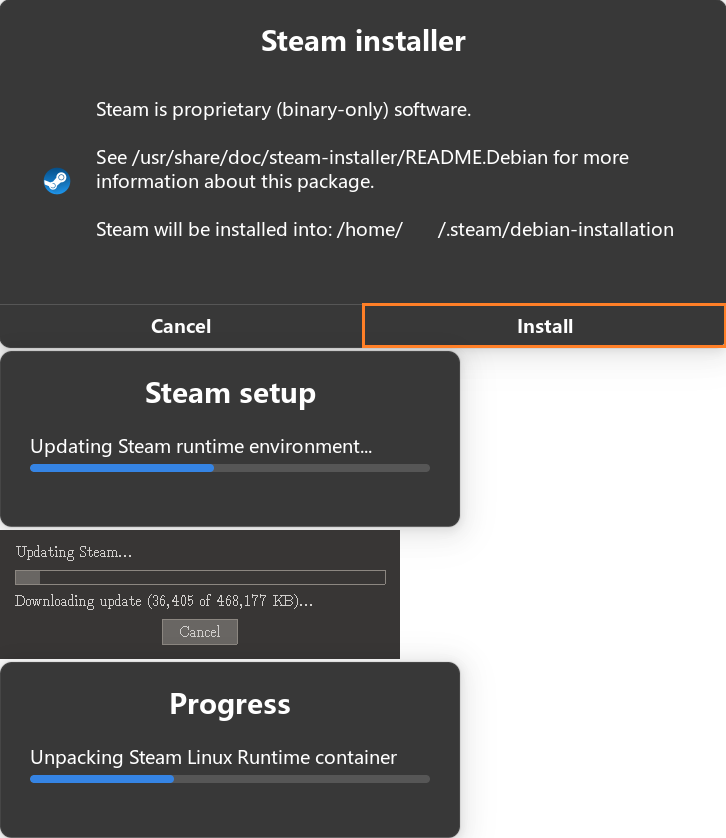 Steam installer
Steam is proprietary (binary-only) software.
See /usr/share/doc/steam-installer/README.Debian for more
information about this package.
Steam will be installed into: /home/ /.steam/debian-installation
Cancel Install
Steam setup
Updating Steam runtime environment...
Updating Steam...
Downloading update (36,405 of 468,177 KB)...
Cancel
Progress
Unpacking Steam Linux Runtime container